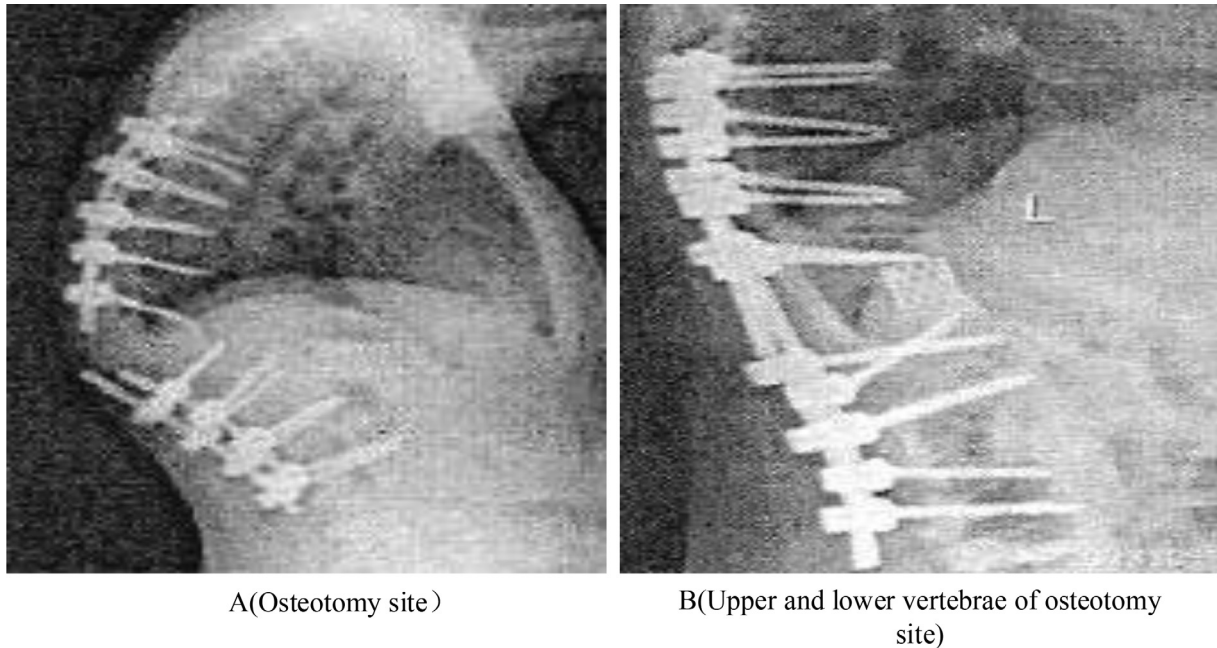 L
A(Osteotomy site）
B(Upper and lower vertebrae of osteotomy
site)